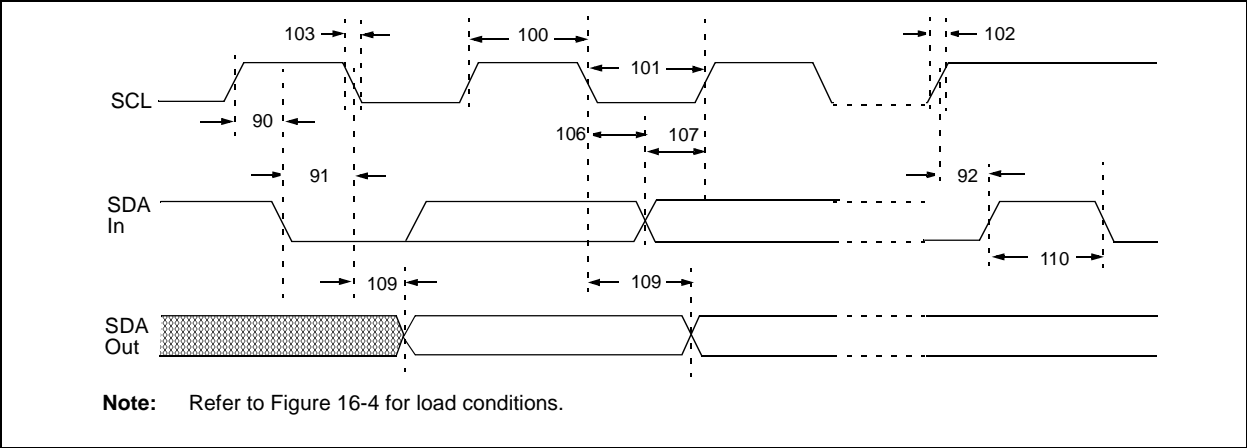 103
100
102
101
SCL
90
106
107
91
92
SDA
In
109
109
110
SDA
Out
Note: Refer to Figure 16-4 for load conditions.